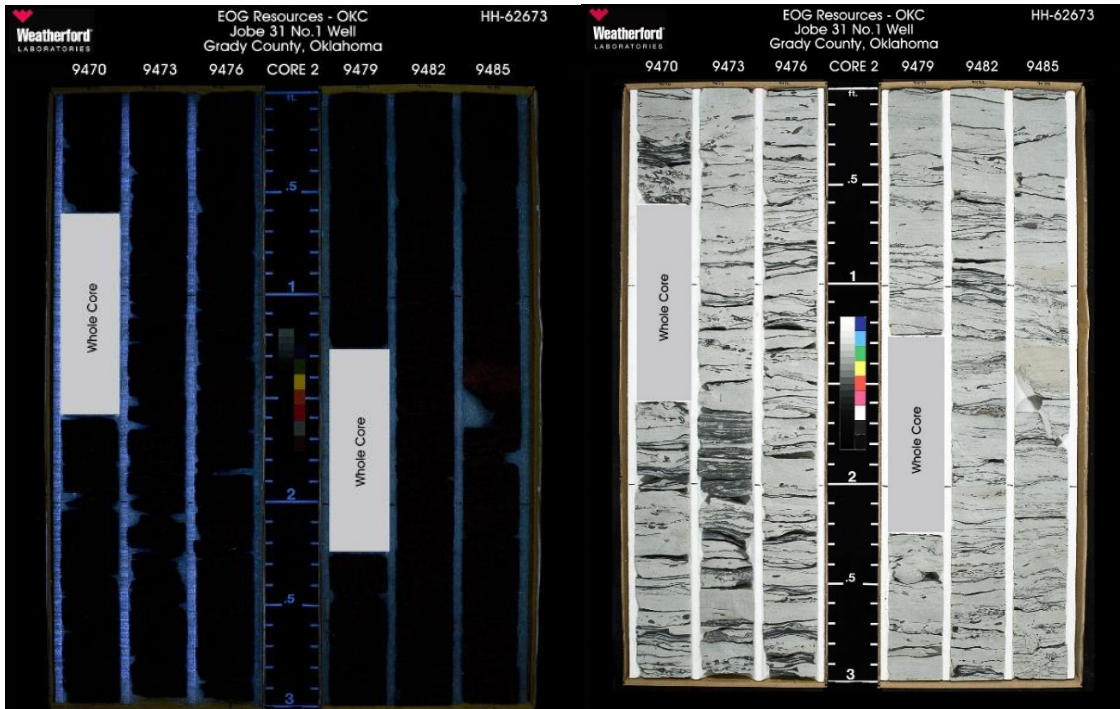 Weatherford
LABORATORIES
EOG Resources - OKC
Jobe 31 No.1 Well
Grady County, Oklahoma
HH-62673
9470 9473 9476 CORE 2 9479 9482 9485
ft.
.5
1
2
.5
3
Whole Core
Whole Core
Weatherford
LABORATORIES
EOG Resources - OKC
Jobe 31 No.1 Well
Grady County, Oklahoma
HH-62673
9470 9473 9476 CORE 2 9479 9482 9485
ft.
.5
1
2
.5
3
Whole Core
Whole Core